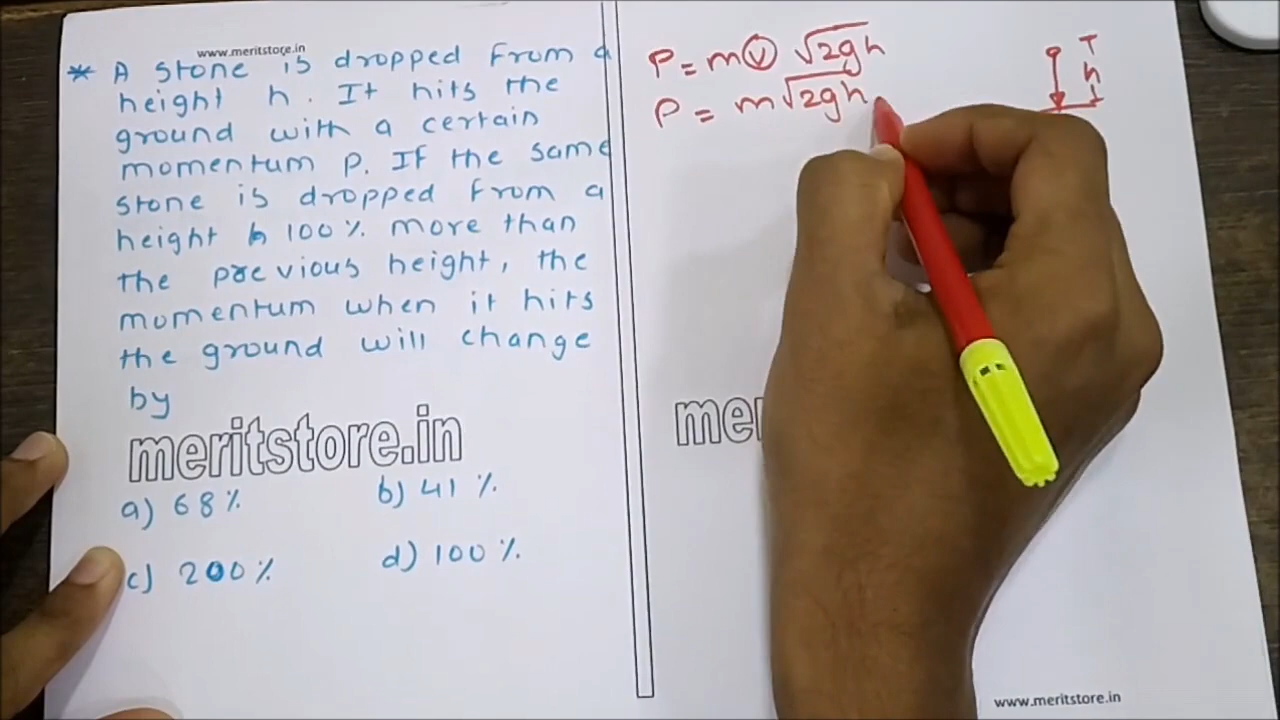 www.meritstore.in
* A stone is dropped from a
height h. It hits the
ground with a certain
momentum p. If the same
stone is dropped from a
height 100% more than
the previous height, the
momentum when it hits
the ground will change
by
meritstore.in
a) 68% b) 41%
c) 200% d) 100%
P = mv √2gh
P = m√2gh
h
mer
www.meritstore.in